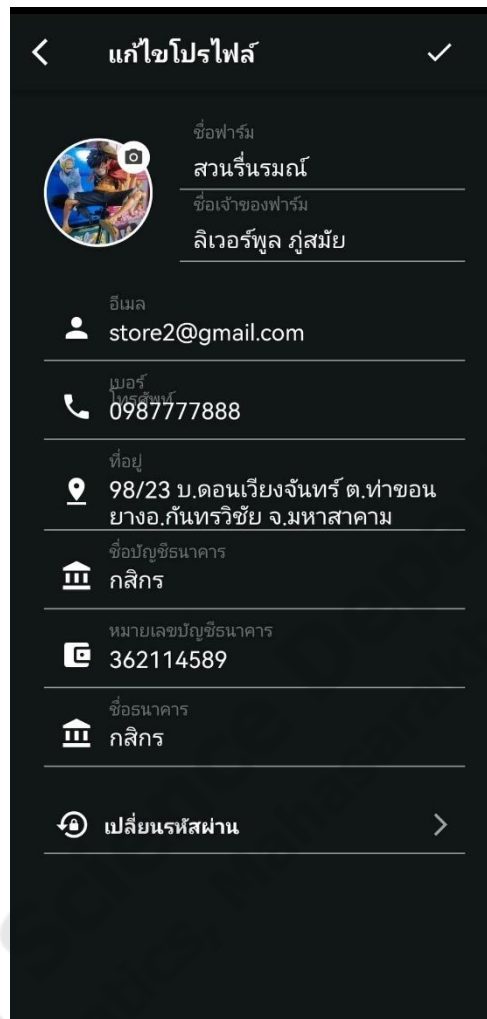 แก้ไขโปรไฟล์
ชื่อฟาร์ม
สวนรื่นรมณ์
ชื่อเจ้าของฟาร์ม
ลิเวอร์พูล ภู่สมัย
อีเมล
store2@gmail.com
เบอร์
โทรศัพท์
0987777888
ที่อยู่
98/23 บ.ดอนเวียงจันทร์ ต.ท่าขอน
ยางอ.กันทรวิชัย จ.มหาสาคาม
ชื่อบัญชีธนาคาร
กสิกร
หมายเลขบัญชีธนาคาร
362114589
ชื่อธนาคาร
กสิกร
เปลี่ยนรหัสผ่าน